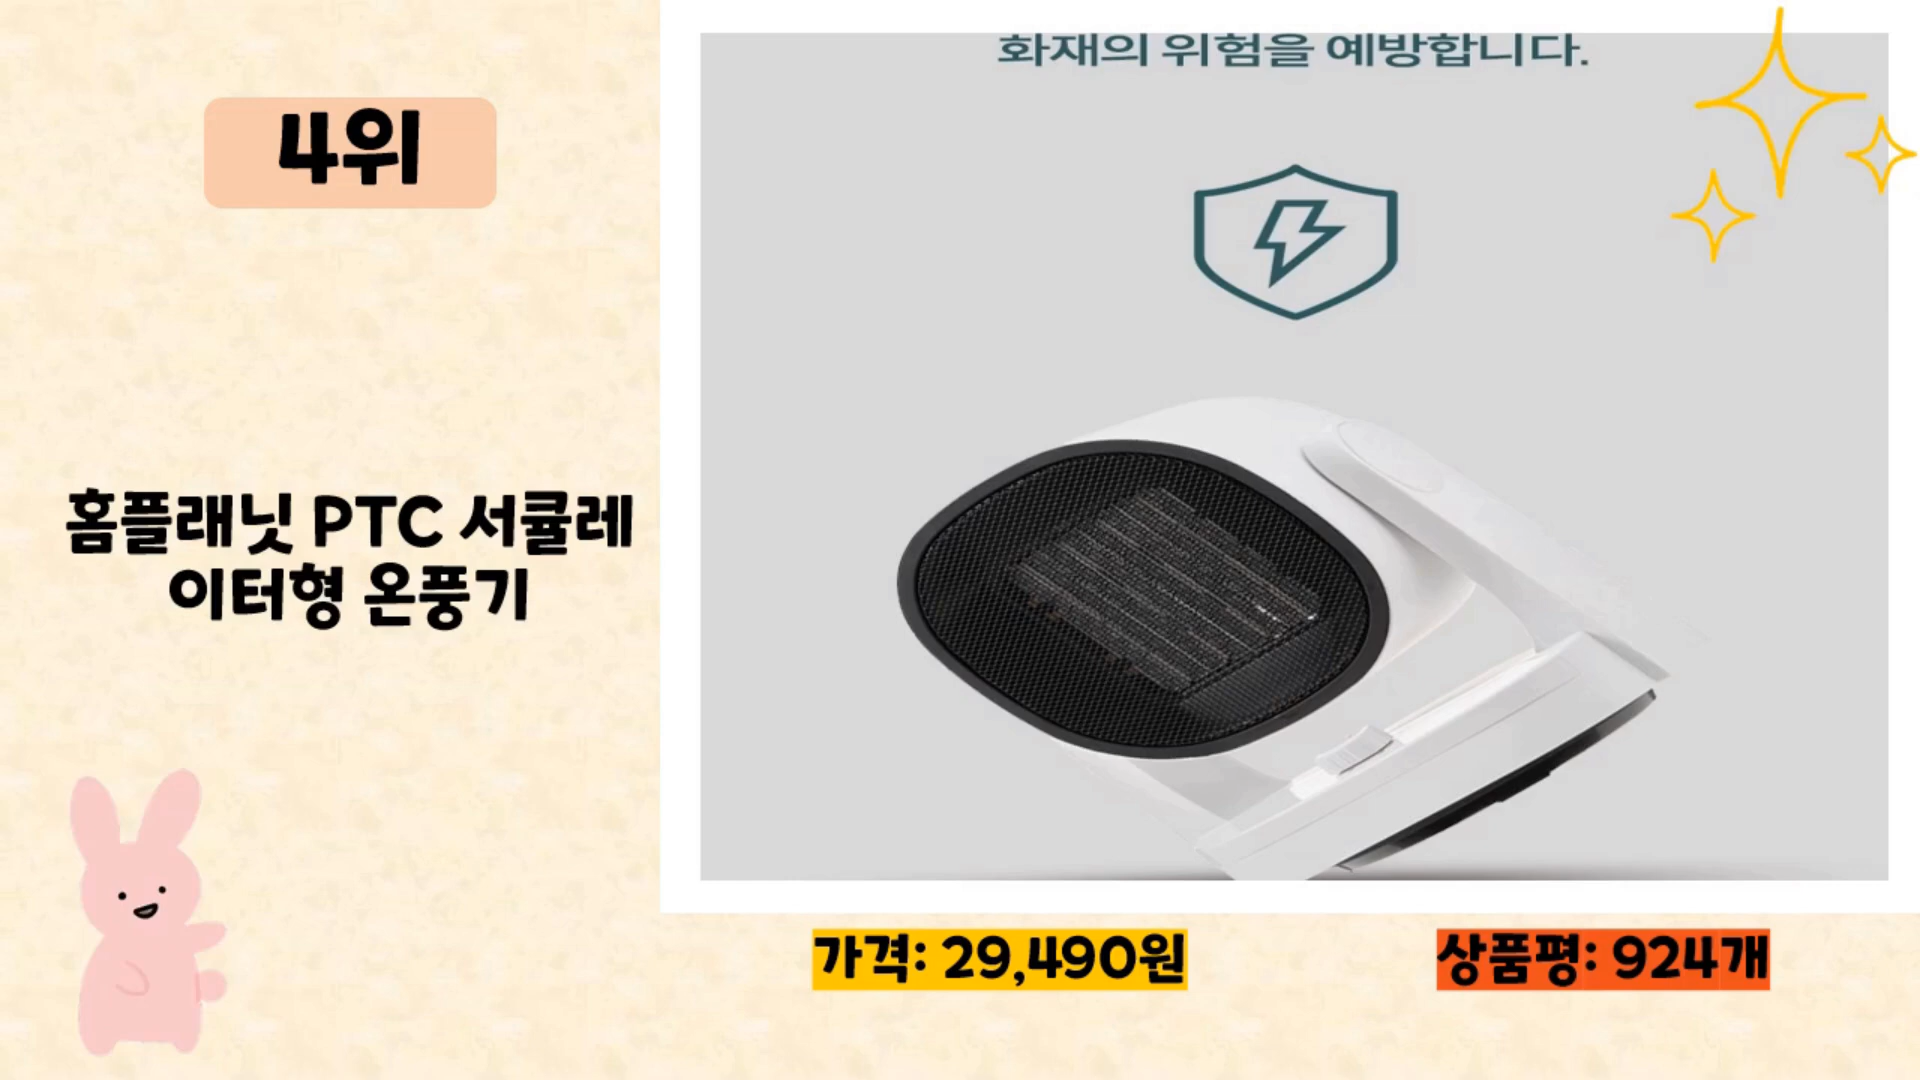 4위
홈플래닛 PTC 서큘레
이터형 온풍기
화재의 위험을 예방합니다.
가격: 29,490원
상품평: 924개